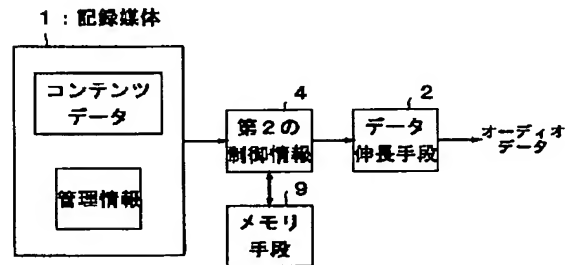 1：記録媒体
コンテンツ
データ
管理情報
4
第2の
制御情報
2
データ
伸長手段
オーディオ
データ
9
メモリ
手段